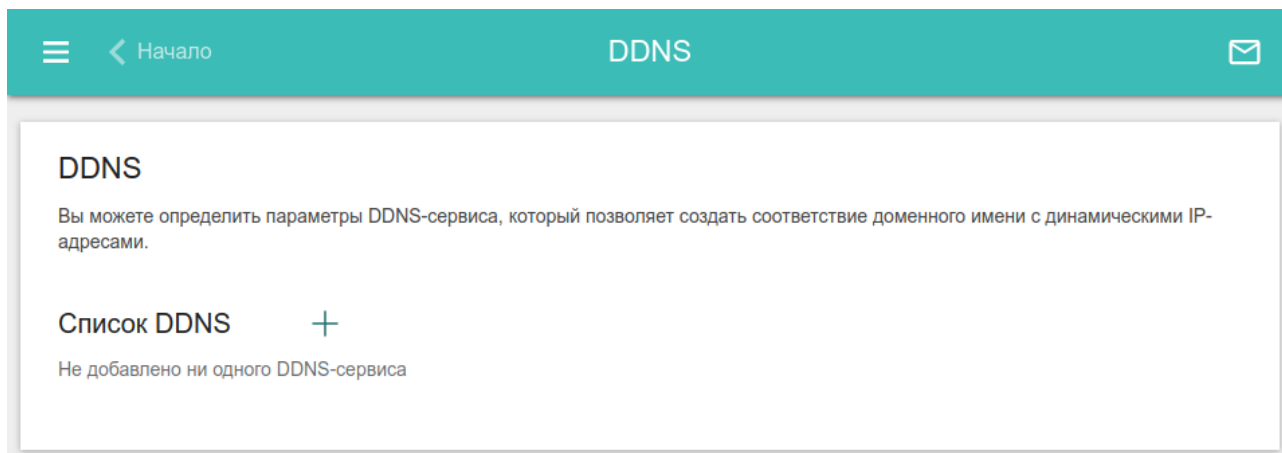 Начало
DDNS
DDNS
Вы можете определить параметры DDNS-сервиса, который позволяет создать соответствие доменного имени с динамическими IP-
адресами.
Список DDNS
Не добавлено ни одного DDNS-сервиса